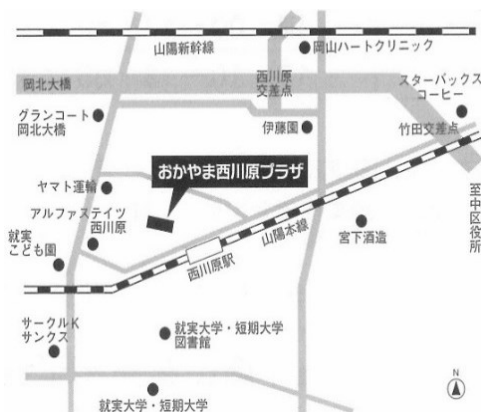 山陽新幹線
岡山ハートクリニック
岡北大橋
西川原
交差点
スターバックス
コーヒー
グランコート
岡北大橋
伊藤園
竹田交差点
おかやま西川原プラザ
ヤマト運輸
至中区役所
アルファステイツ
西川原
山陽本線
宮下酒造
就実
こども園
西川原駅
サークルK
サンクス
就実大学・短期大学
図書館
N
就実大学・短期大学